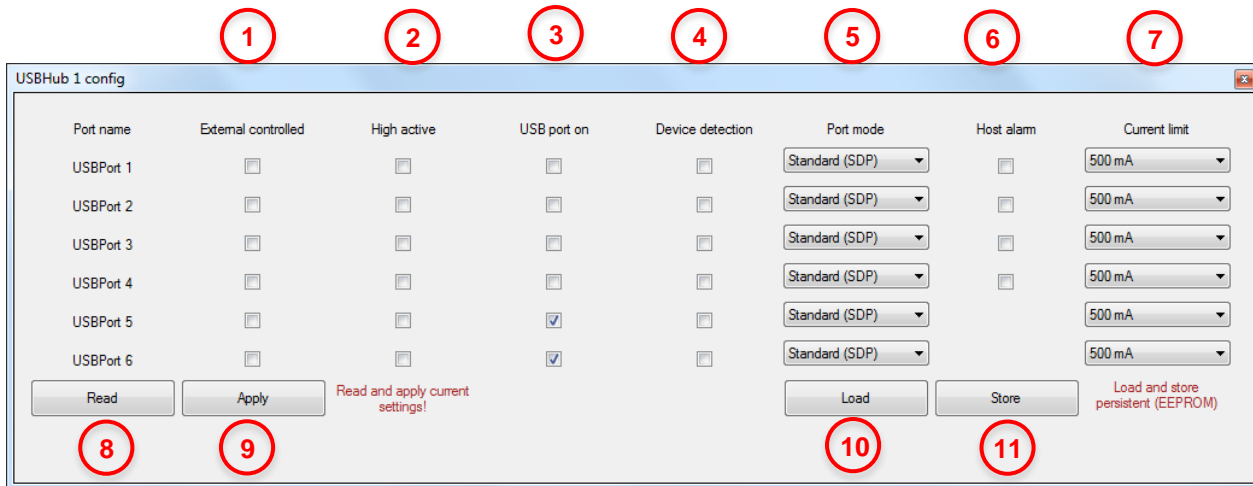 1 2 3 4 5 6 7
USBHub 1 config
Port name External controlled High active USB port on Device detection Port mode Host alarm Current limit
USBPort 1 Standard (SDP) 500 mA
USBPort 2 Standard (SDP) 500 mA
USBPort 3 Standard (SDP) 500 mA
USBPort 4 Standard (SDP) 500 mA
USBPort 5 Standard (SDP) 500 mA
USBPort 6 Standard (SDP) 500 mA
Read Apply Read and apply current
settings!
Load Store Load and store
persistent (EEPROM)
8 9 10 11